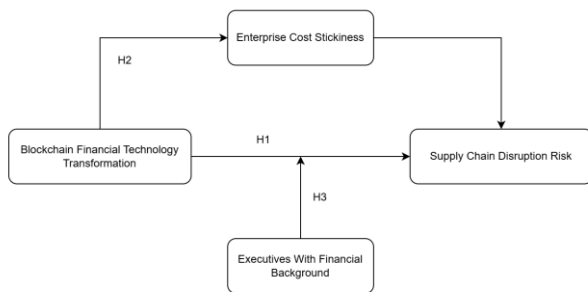 Enterprise Cost Stickiness
H2
Blockchain Financial Technology
Transformation
H1
Supply Chain Disruption Risk
H3
Executives With Financial
Background